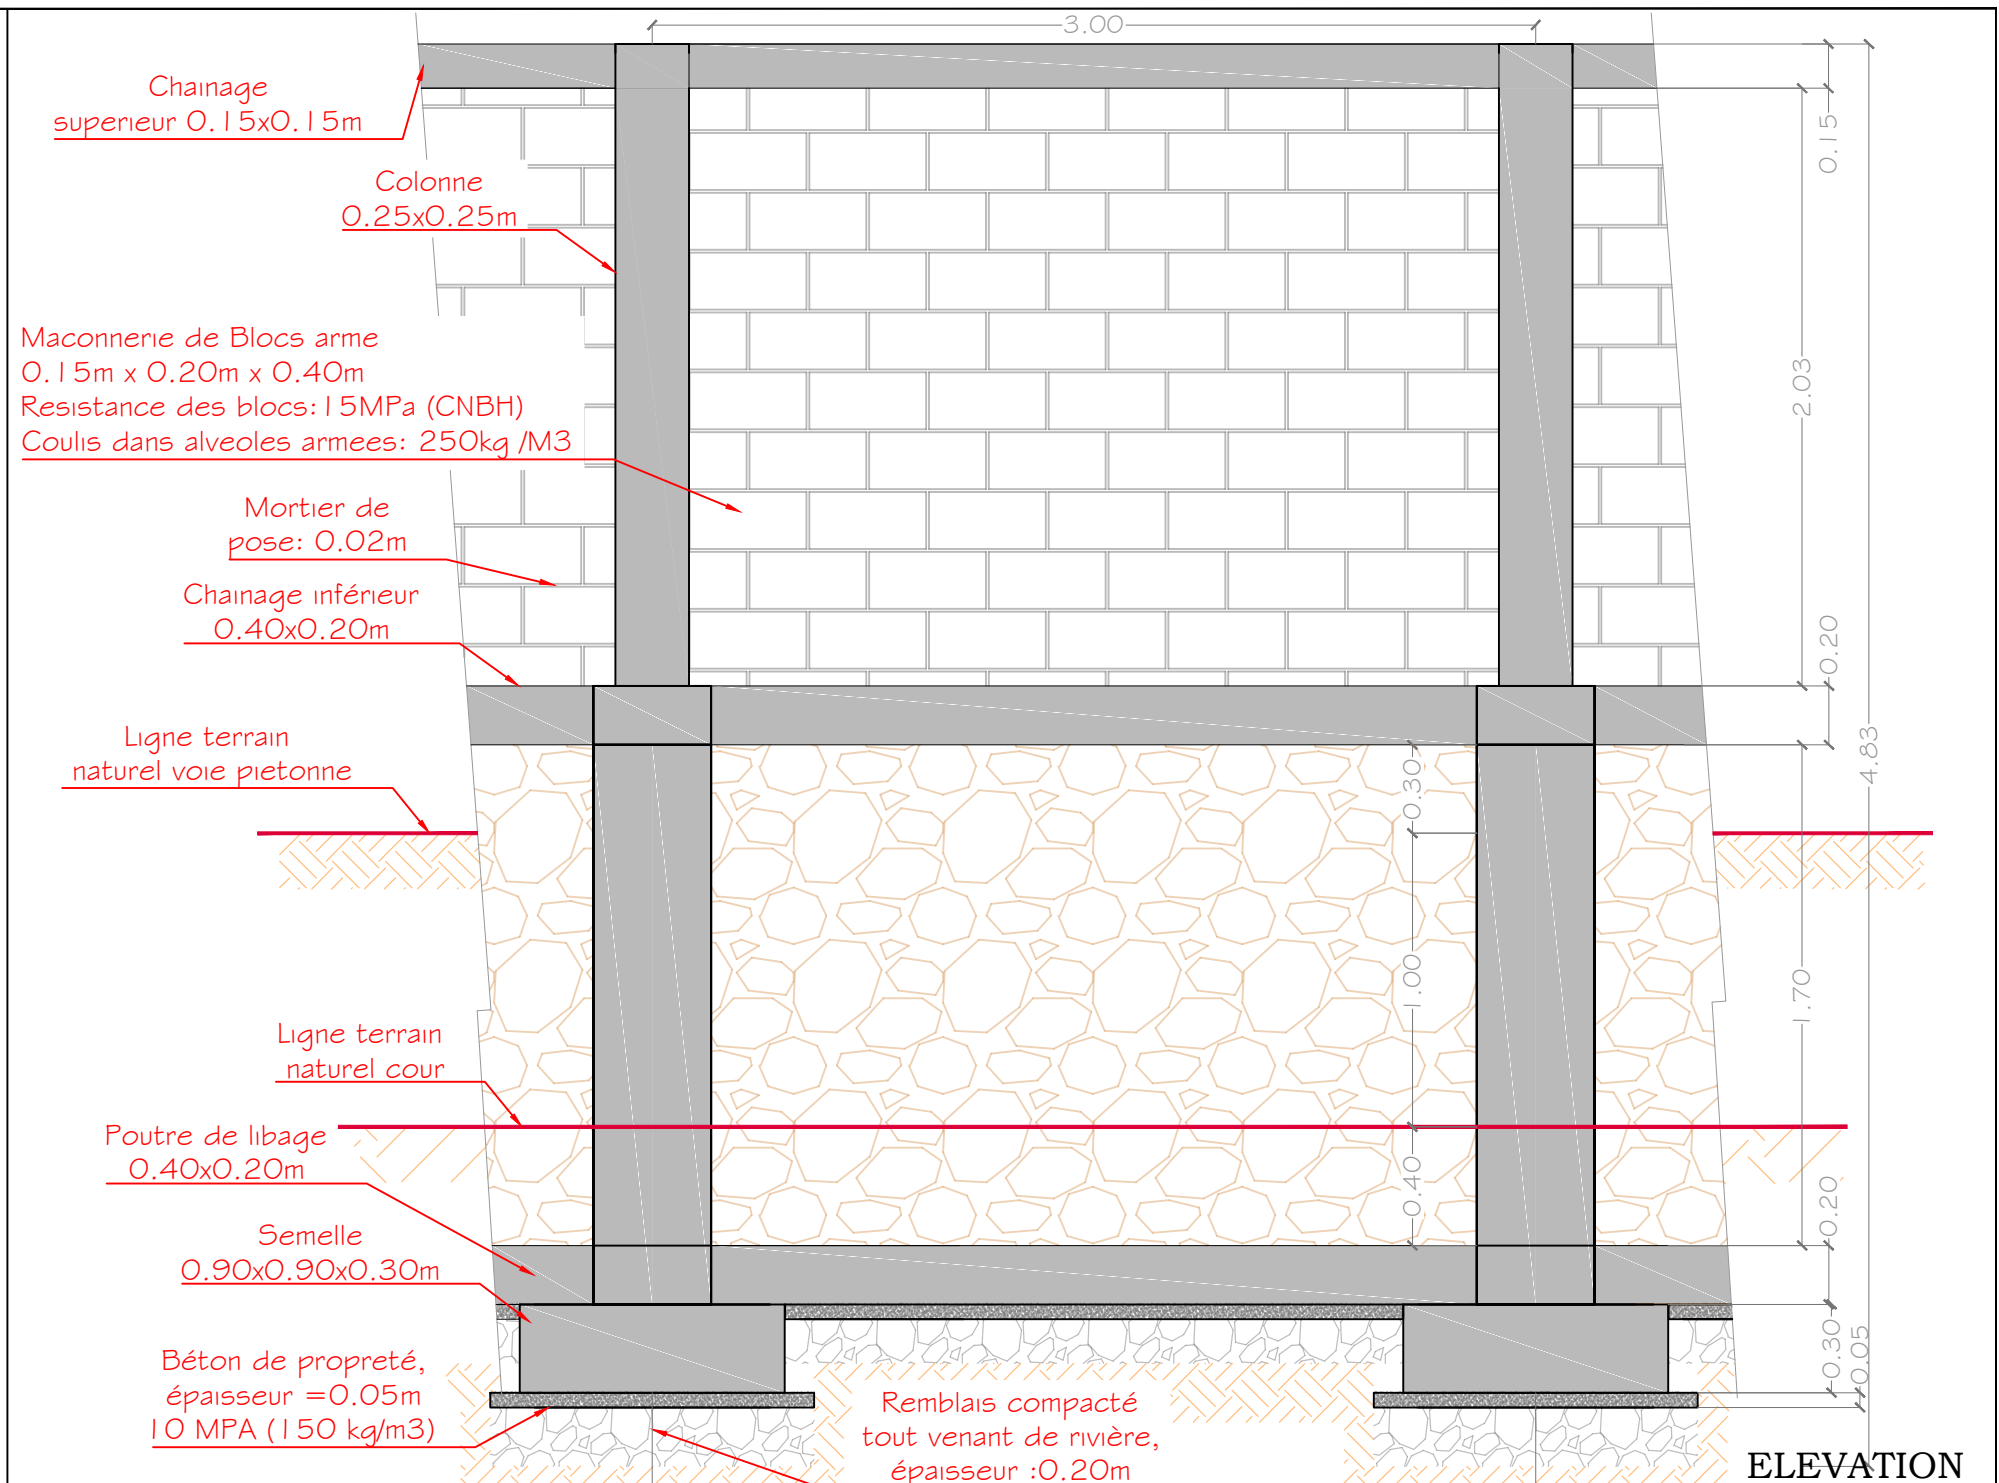 3.00
Chainage
superieur 0.15x0.15m
0.15
Colonne
0.25x0.25m
Maconnerie de Blocs arme
0.15m x 0.20m x 0.40m
Resistance des blocs:15MPa (CNBH)
Coulis dans alveoles armees: 250kg /M3
2.03
Mortier de
pose: 0.02m
Chainage inférieur
0.40x0.20m
0.20
Ligne terrain
naturel voie pietonne
0.30
4.83
1.00
1.70
Ligne terrain
naturel cour
Poutre de libage
0.40x0.20m
0.40
0.20
Semelle
0.90x0.90x0.30m
0.30
0.05
Béton de propreté,
épaisseur =0.05m
10 MPA (150 kg/m3)
Remblais compacté
tout venant de rivière,
épaisseur :0.20m
ELEVATION